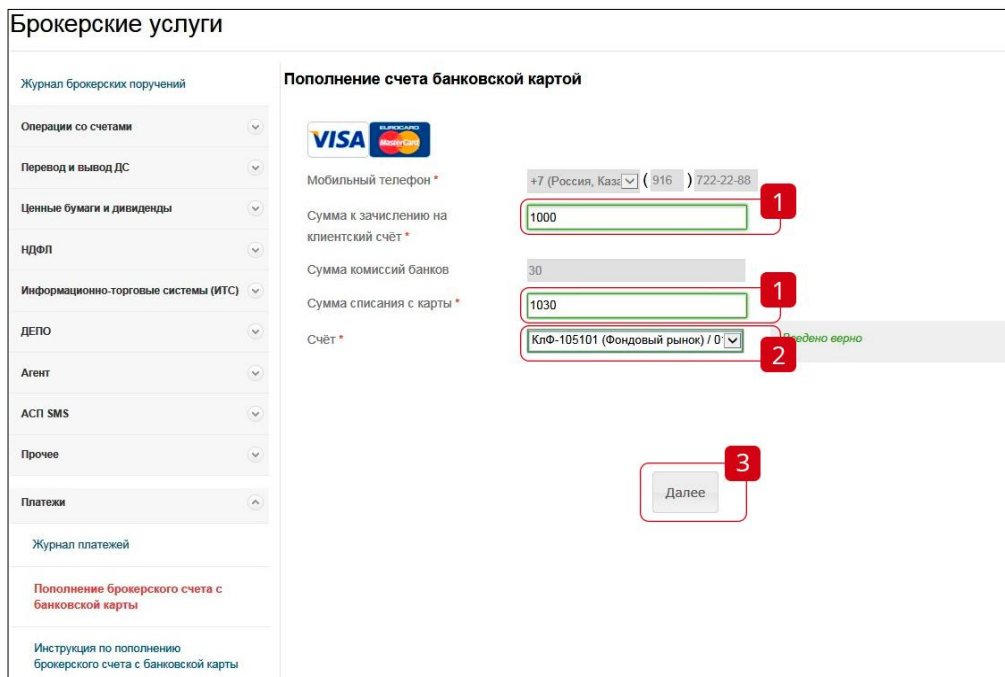 Брокерские услуги
Журнал брокерских поручений
Операции со счетами
Перевод и вывод ДС
Ценные бумаги и дивиденды
НДФЛ
Информационно-торговые системы (ИТС)
ДЕПО
Агент
АСП SMS
Прочее
Платежи
Журнал платежей
Пополнение брокерского счета с
банковской карты
Инструкция по пополнению
брокерского счета с банковской карты
Пополнение счета банковской картой
VISA EUROCARD MasterCard
Мобильный телефон * +7 (Россия, Каза ( 916 ) 722-22-88
Сумма к зачислению на
клиентский счёт * 1000 1
Сумма комиссий банков 30
Сумма списания с карты * 1030 1
Счёт * КлФ-105101 (Фондовый рынок) / 0 Введено верно
2
3
Далее